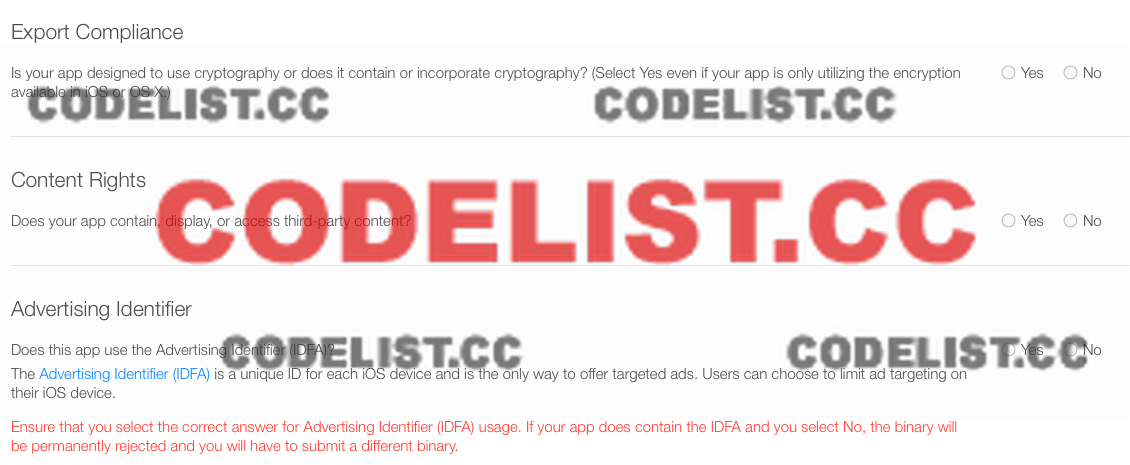 Export Compliance
Is your app designed to use cryptography or does it contain or incorporate cryptography? (Select Yes even if your app is only utilizing the encryption
available in iOS or OS X.)
Yes No
CODELIST.CC CODELIST.CC
Content Rights
CODELIST.CC
Does your app contain, display, or access third-party content?
Yes No
Advertising Identifier
Does this app use the Advertising Identifier (IDFA)?
Yes No
CODELIST.CC CODELIST.CC
The Advertising Identifier (IDFA) is a unique ID for each iOS device and is the only way to offer targeted ads. Users can choose to limit ad targeting on
their iOS device.
Ensure that you select the correct answer for Advertising Identifier (IDFA) usage. If your app does contain the IDFA and you select No, the binary will
be permanently rejected and you will have to submit a different binary.